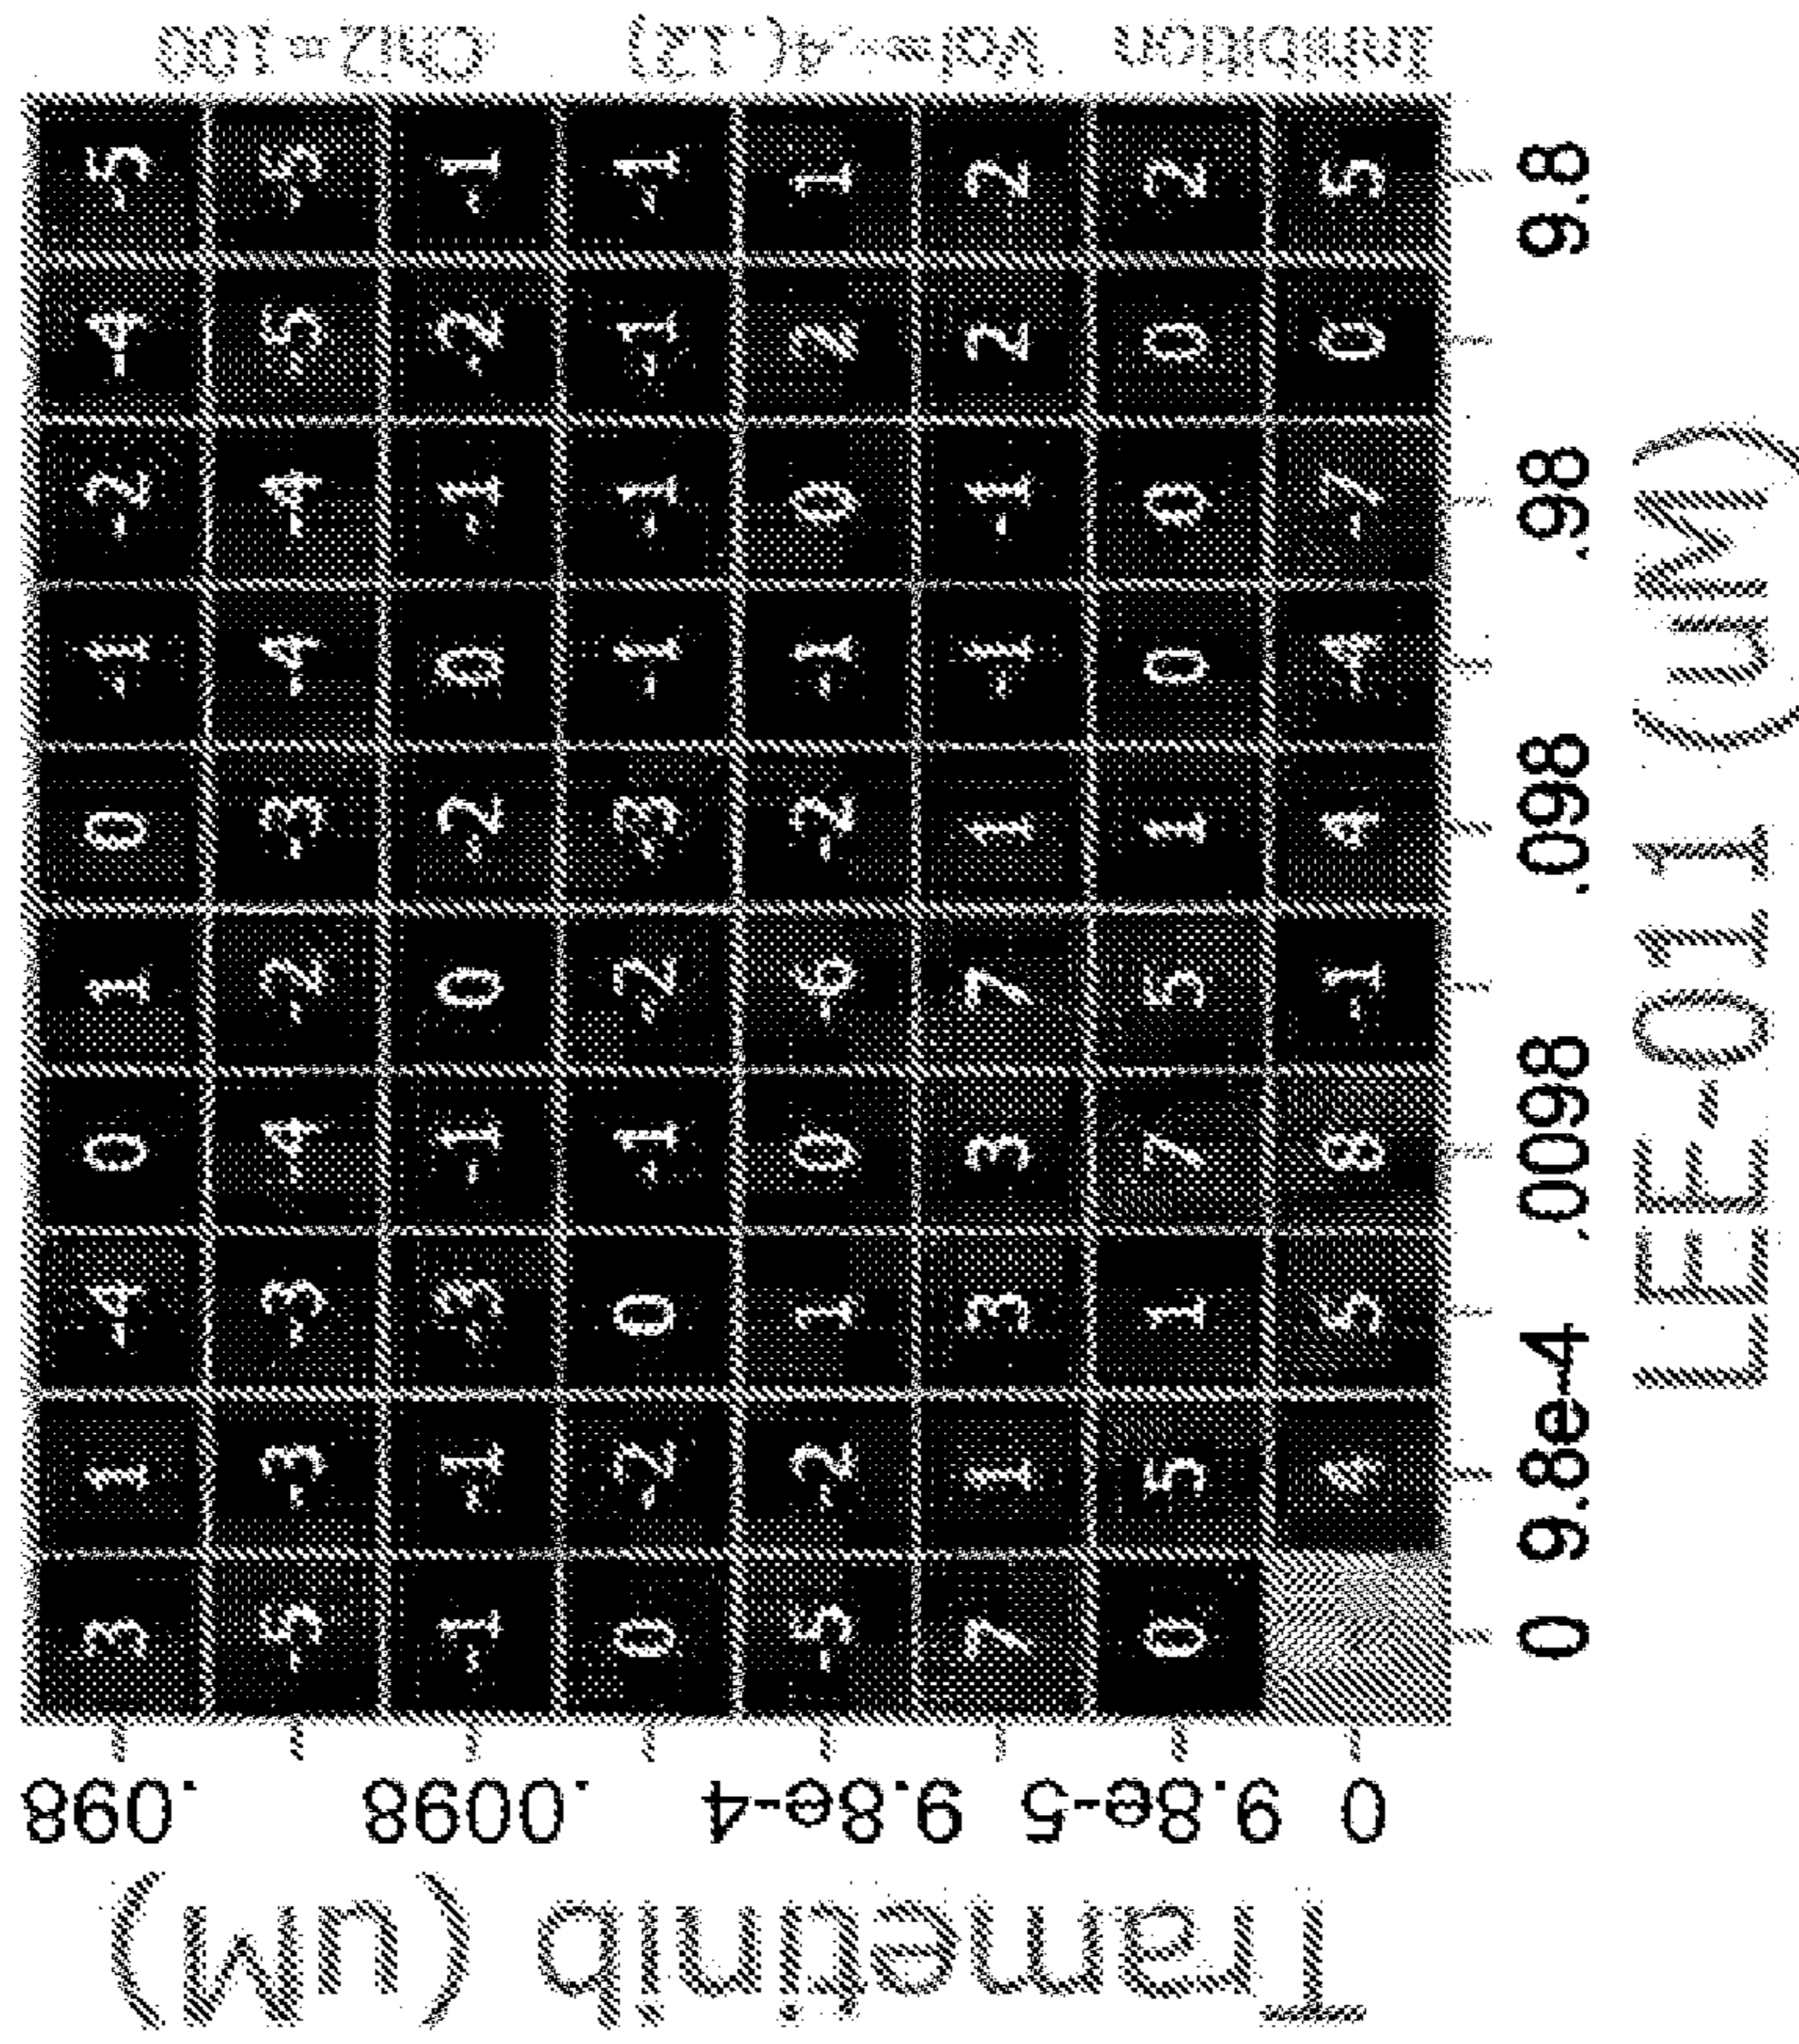 Trametinib (uM)
.098 3 1 -4 0 1 0 -1 -2 -4 -5
-5 -3 -3 -4 -2 -3 -4 -4 -5 -5
.0098 -1 -1 -3 -1 0 -2 0 -1 -2 -1
0 -2 0 -1 -2 -3 -1 -1 -1 -1
9.8e-4 -5 -2 1 0 -6 -2 -1 0 2 1
7 1 3 3 7 1 -1 -1 2 2
9.8e-5 0 5 1 7 5 1 0 0 0 2
0 4 5 8 -1 4 -4 -7 0 5
0 9.8e-4 .0098 .098 .98 9.8
LEE-011 (uM)
Inhibition Vol=-.4(.12) Chi2=100